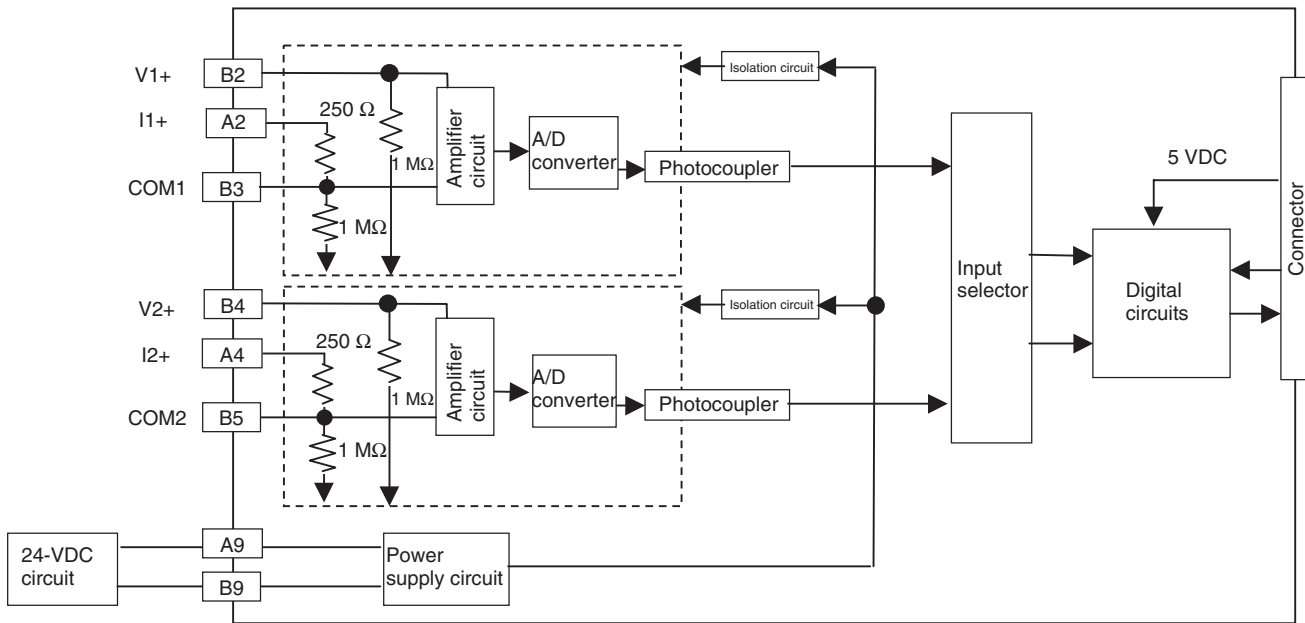 V1+
B2
Isolation circuit
I1+
A2
250 Ω
1 MΩ
Amplifier
circuit
A/D
converter
Photocoupler
COM1
B3
1 MΩ
5 VDC
Connector
Input
selector
Digital
circuits
V2+
B4
Isolation circuit
I2+
A4
250 Ω
1 MΩ
Amplifier
circuit
A/D
converter
Photocoupler
COM2
B5
1 MΩ
24-VDC
circuit
A9
B9
Power
supply circuit